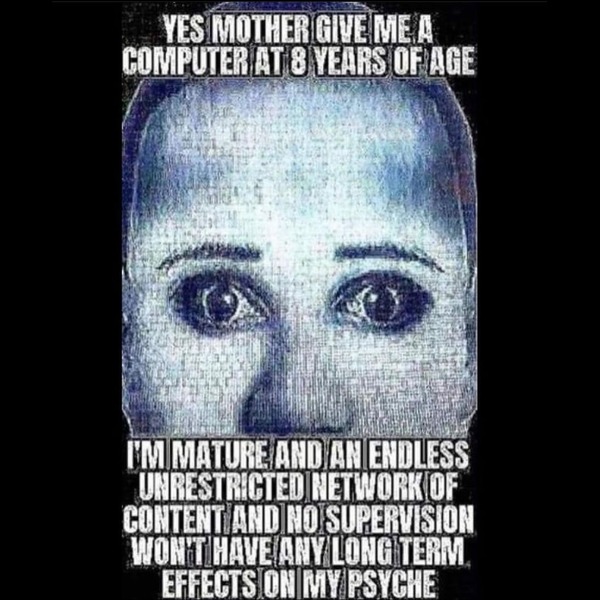 YES MOTHER GIVE ME A
COMPUTER AT 8 YEARS OF AGE
I'M MATURE AND AN ENDLESS
UNRESTRICTED NETWORK OF
CONTENT AND NO SUPERVISION
WON'T HAVE ANY LONG TERM
EFFECTS ON MY PSYCHE